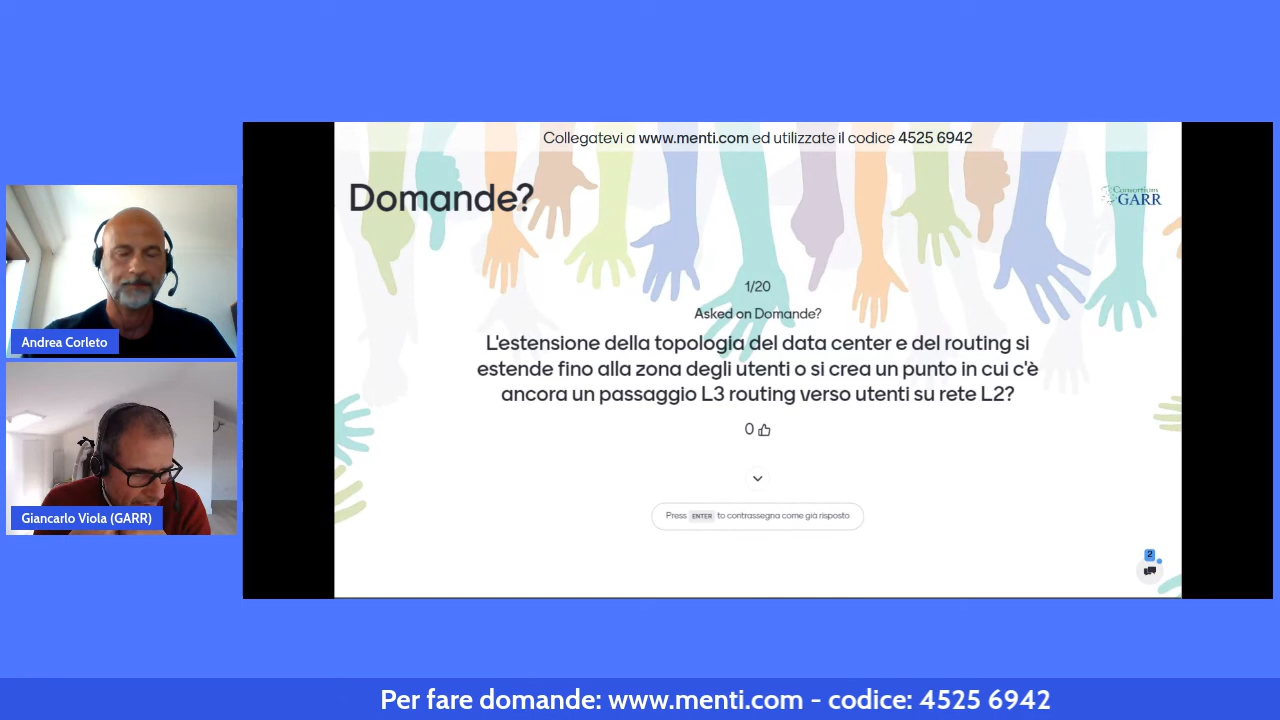 Collegatevi a www.menti.com ed utilizzate il codice 4525 6942
Domande?
Consortium
GARR
1/20
Asked on Domande?
L'estensione della topologia del data center e del routing si
estende fino alla zona degli utenti o si crea un punto in cui c'è
ancora un passaggio L3 routing verso utenti su rete L2?
0
Press ENTER to contrassegna come già risposto
2
Andrea Corleto
Giancarlo Viola (GARR)
Per fare domande: www.menti.com - codice: 4525 6942